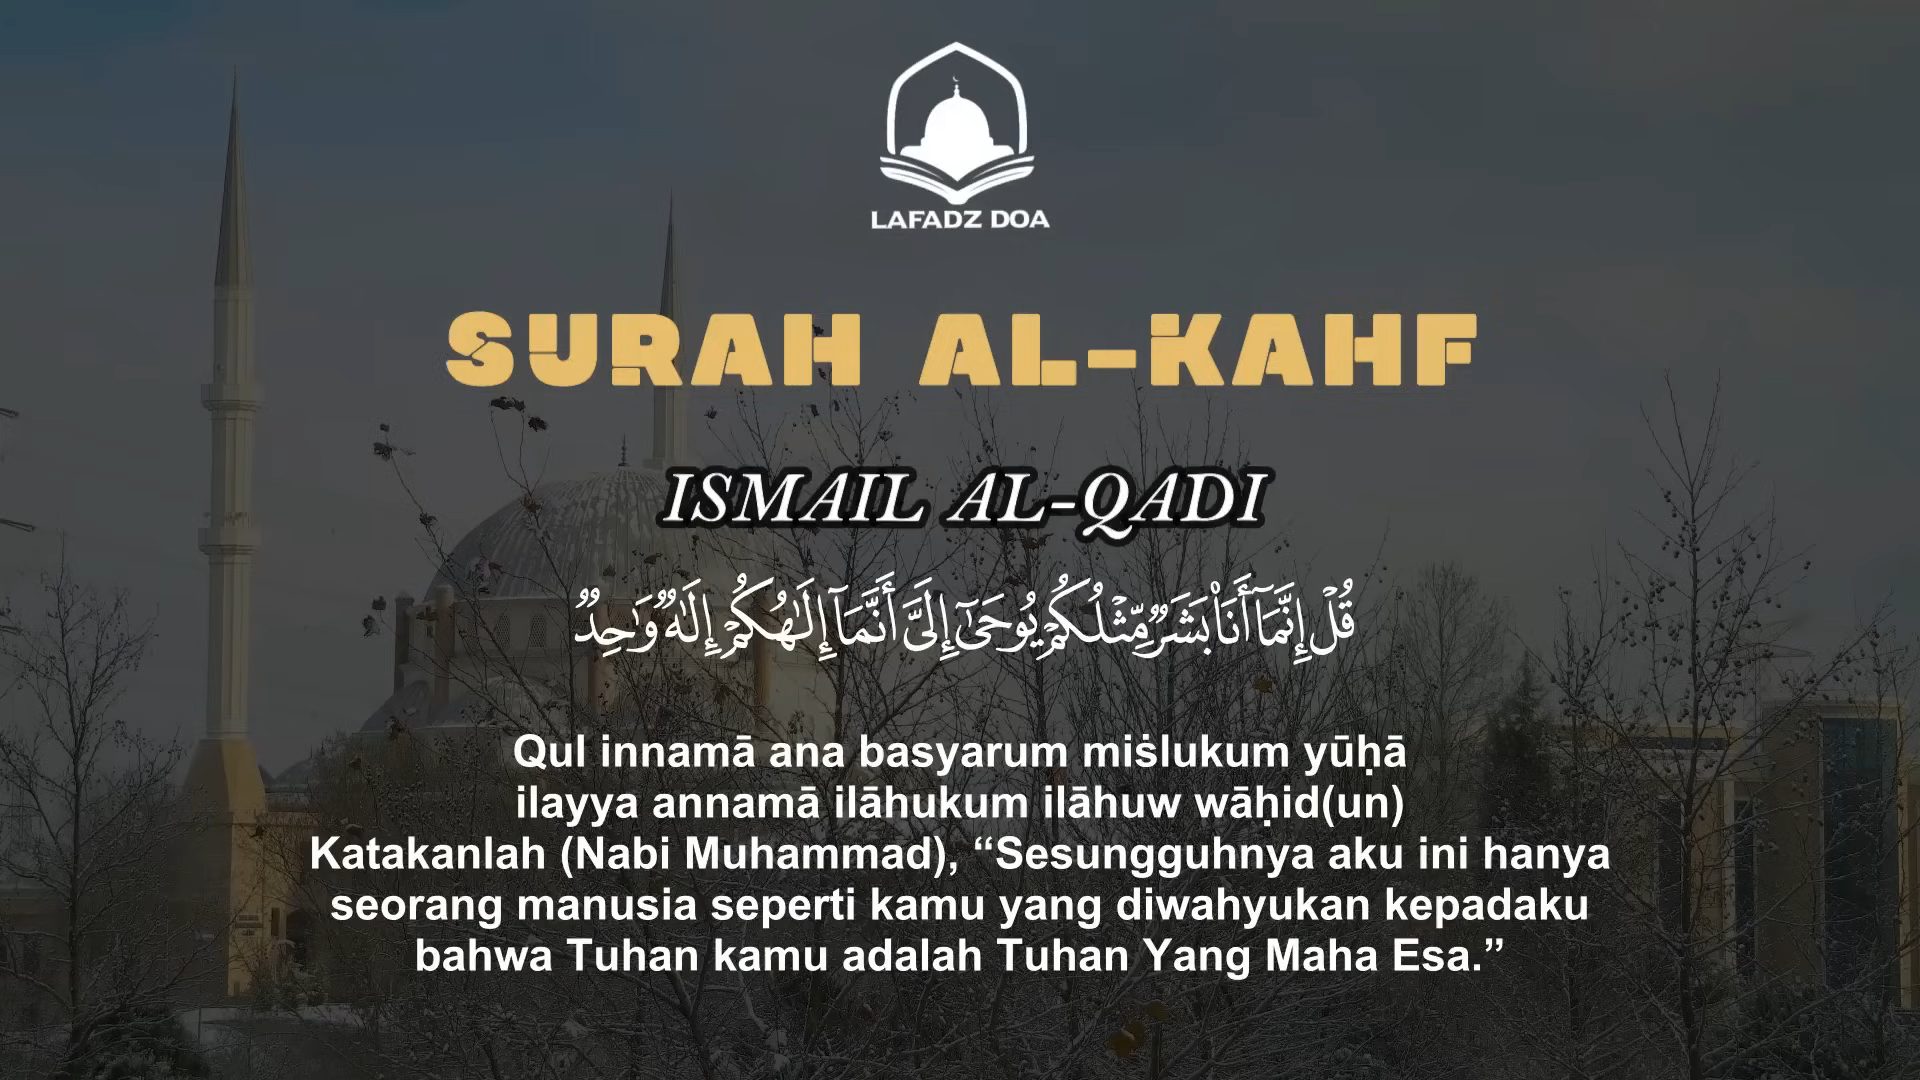 LAFADZ DOA
SURAH AL-KAHF
ISMAIL AL-QADI
قُلْ إِنَّمَآ أَنَا۠ بَشَرٌ مِّثْلُكُمْ يُوحَىٰٓ إِلَىَّ أَنَّمَآ إِلَٰهُكُمْ إِلَٰهٌ وَٰحِدٌ
Qul innamā ana basyarum miṡlukum yūḥā
ilayya annamā ilāhukum ilāhuw wāḥid(un)
Katakanlah (Nabi Muhammad), “Sesungguhnya aku ini hanya
seorang manusia seperti kamu yang diwahyukan kepadaku
bahwa Tuhan kamu adalah Tuhan Yang Maha Esa.”